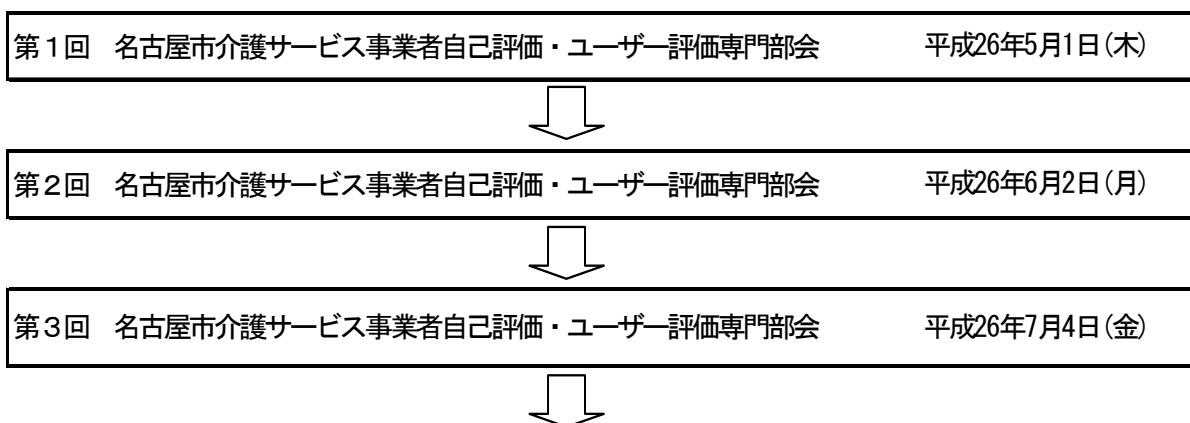 第１回　名古屋市介護サービス事業者自己評価・ユーザー評価専門部会　平成26年5月1日(木)
第２回　名古屋市介護サービス事業者自己評価・ユーザー評価専門部会　平成26年6月2日(月)
第３回　名古屋市介護サービス事業者自己評価・ユーザー評価専門部会　平成26年7月4日(金)